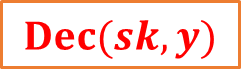 Dec(sk, y)